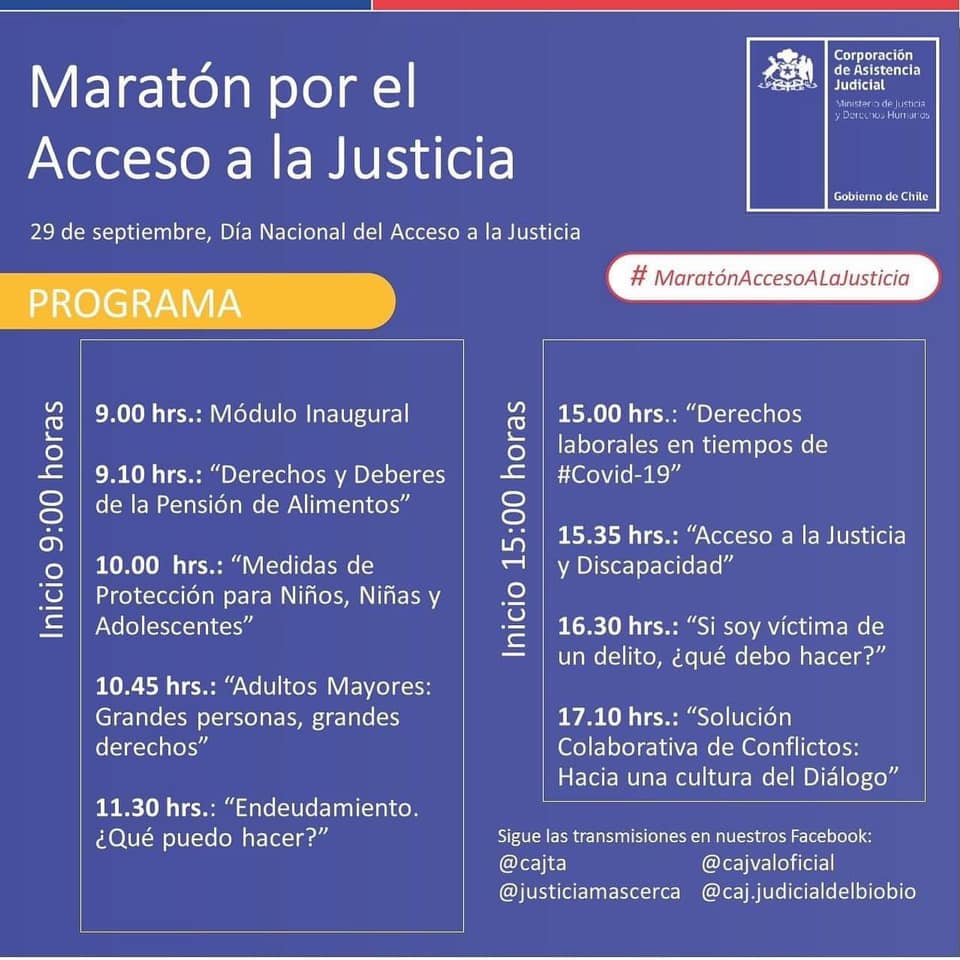 Maratón por el
Acceso a la Justicia
29 de septiembre, Día Nacional del Acceso a la Justicia
Corporación
de Asistencia
Judicial
Ministerio de Justicia
y Derechos Humanos
Gobierno de Chile
# MaratónAccesoALaJusticia
PROGRAMA
Inicio 9:00 horas
9.00 hrs.: Módulo Inaugural
9.10 hrs.: “Derechos y Deberes
de la Pensión de Alimentos”
10.00 hrs.: “Medidas de
Protección para Niños, Niñas y
Adolescentes”
10.45 hrs.: “Adultos Mayores:
Grandes personas, grandes
derechos”
11.30 hrs.: “Endeudamiento.
¿Qué puedo hacer?”
Inicio 15:00 horas
15.00 hrs.: “Derechos
laborales en tiempos de
#Covid-19”
15.35 hrs.: “Acceso a la Justicia
y Discapacidad”
16.30 hrs.: “Si soy víctima de
un delito, ¿qué debo hacer?”
17.10 hrs.: “Solución
Colaborativa de Conflictos:
Hacia una cultura del Diálogo”
Sigue las transmisiones en nuestros Facebook:
@cajta @cajvaloficial
@justiciamascerca @caj.judicialdelbiobio